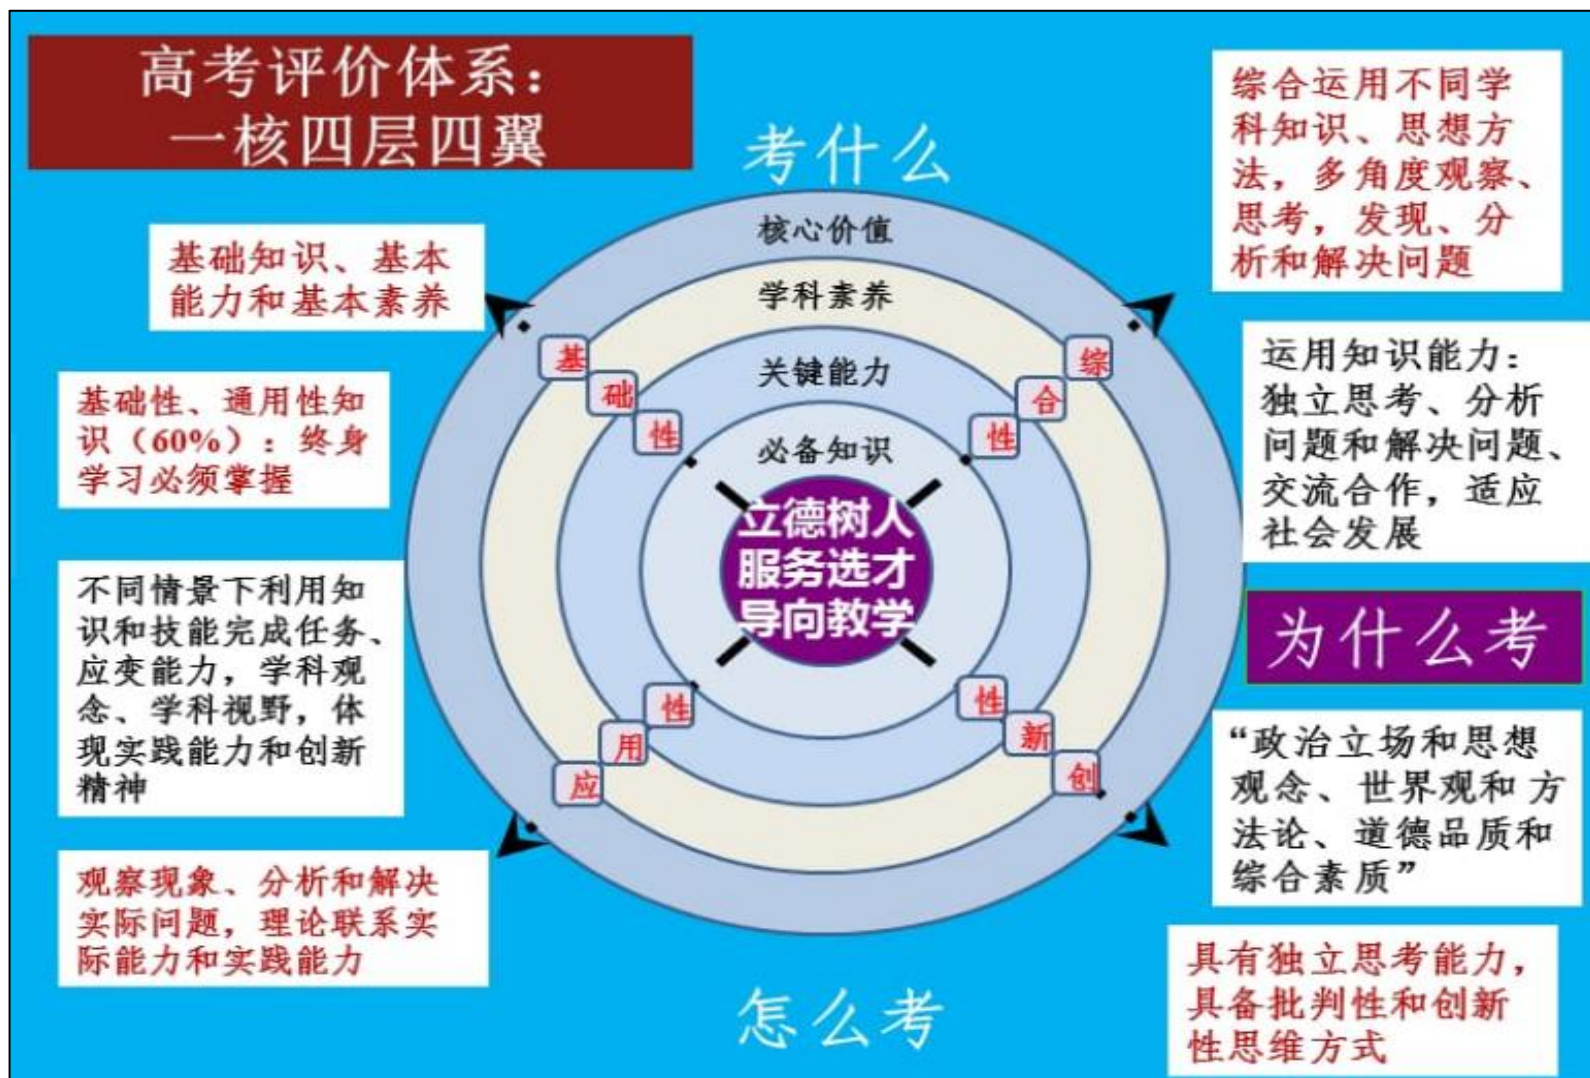 高考评价体系：
一核四层四翼
考什么
综合运用不同学
科知识、思想方
法，多角度观察、
思考，发现、分
析和解决问题
基础知识、基本
能力和基本素养
核心价值
学科素养
关键能力
必备知识
基础性
综合性
基础性、通用性知
识（60%）：终身
学习必须掌握
运用知识能力：
独立思考、分析
问题和解决问题、
交流合作，适应
社会发展
立德树人
服务选才
导向教学
不同情景下利用知
识和技能完成任务、
应变能力，学科观
念、学科视野，体
现实践能力和创新
精神
为什么考
应用性
创新性
“政治立场和思想
观念、世界观和方
法论、道德品质和
综合素质”
观察现象、分析和解决
实际问题，理论联系实
际能力和实践能力
具有独立思考能力，
具备批判性和创新
性思维方式
怎么考